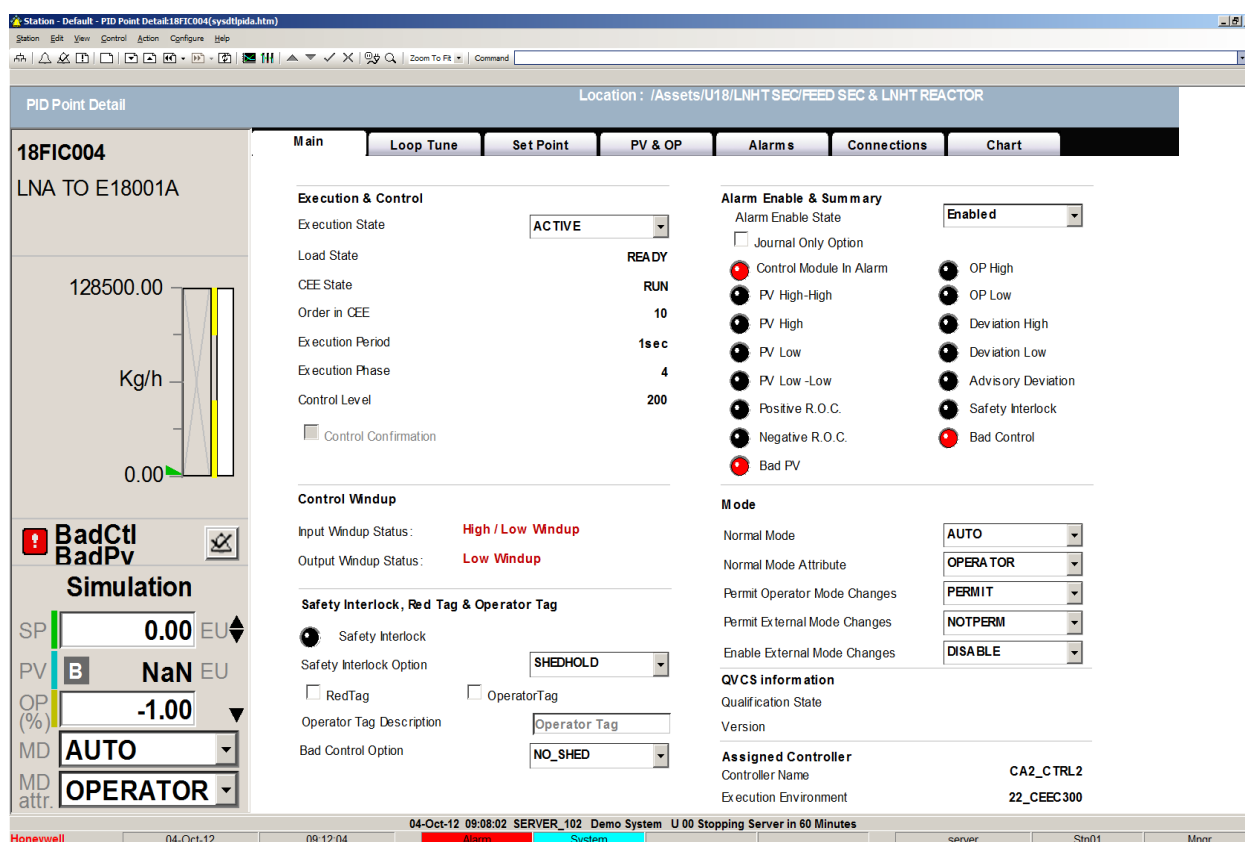 Station - Default - PID Point Detail:18FIC004(sysdtlpida.htm)
Station Edit View Control Action Configure Help
Zoom To Fit Command
PID Point Detail
Location : /Assets/U18/LNHT SEC/FEED SEC & LNHT REACTOR
18FIC004
LNA TO E18001A
Main Loop Tune Set Point PV & OP Alarms Connections Chart
128500.00
Kg/h
0.00
BadCtl
BadPv
Simulation
SP 0.00 EU
PV B NaN EU
OP (%) -1.00
MD AUTO
MD attr. OPERATOR
Execution & Control
Execution State ACTIVE
Load State READY
CEE State RUN
Order in CEE 10
Execution Period 1sec
Execution Phase 4
Control Level 200
Control Confirmation
Control Windup
Input Windup Status: High / Low Windup
Output Windup Status: Low Windup
Safety Interlock, Red Tag & Operator Tag
Safety Interlock
Safety Interlock Option SHEDHOLD
RedTag OperatorTag
Operator Tag Description Operator Tag
Bad Control Option NO_SHED
Alarm Enable & Summary
Alarm Enable State Enabled
Journal Only Option
Control Module In Alarm OP High
PV High-High OP Low
PV High Deviation High
PV Low Deviation Low
PV Low -Low Advisory Deviation
Positive R.O.C. Safety Interlock
Negative R.O.C. Bad Control
Bad PV
Mode
Normal Mode AUTO
Normal Mode Attribute OPERATOR
Permit Operator Mode Changes PERMIT
Permit External Mode Changes NOTPERM
Enable External Mode Changes DISABLE
QVCS information
Qualification State
Version
Assigned Controller
Controller Name CA2_CTRL2
Execution Environment 22_CEEC300
04-Oct-12 09:08:02 SERVER_102 Demo System U 00 Stopping Server in 60 Minutes
Honeywell 04-Oct-12 09:12:04 Alarm System server Stn01 Mngr